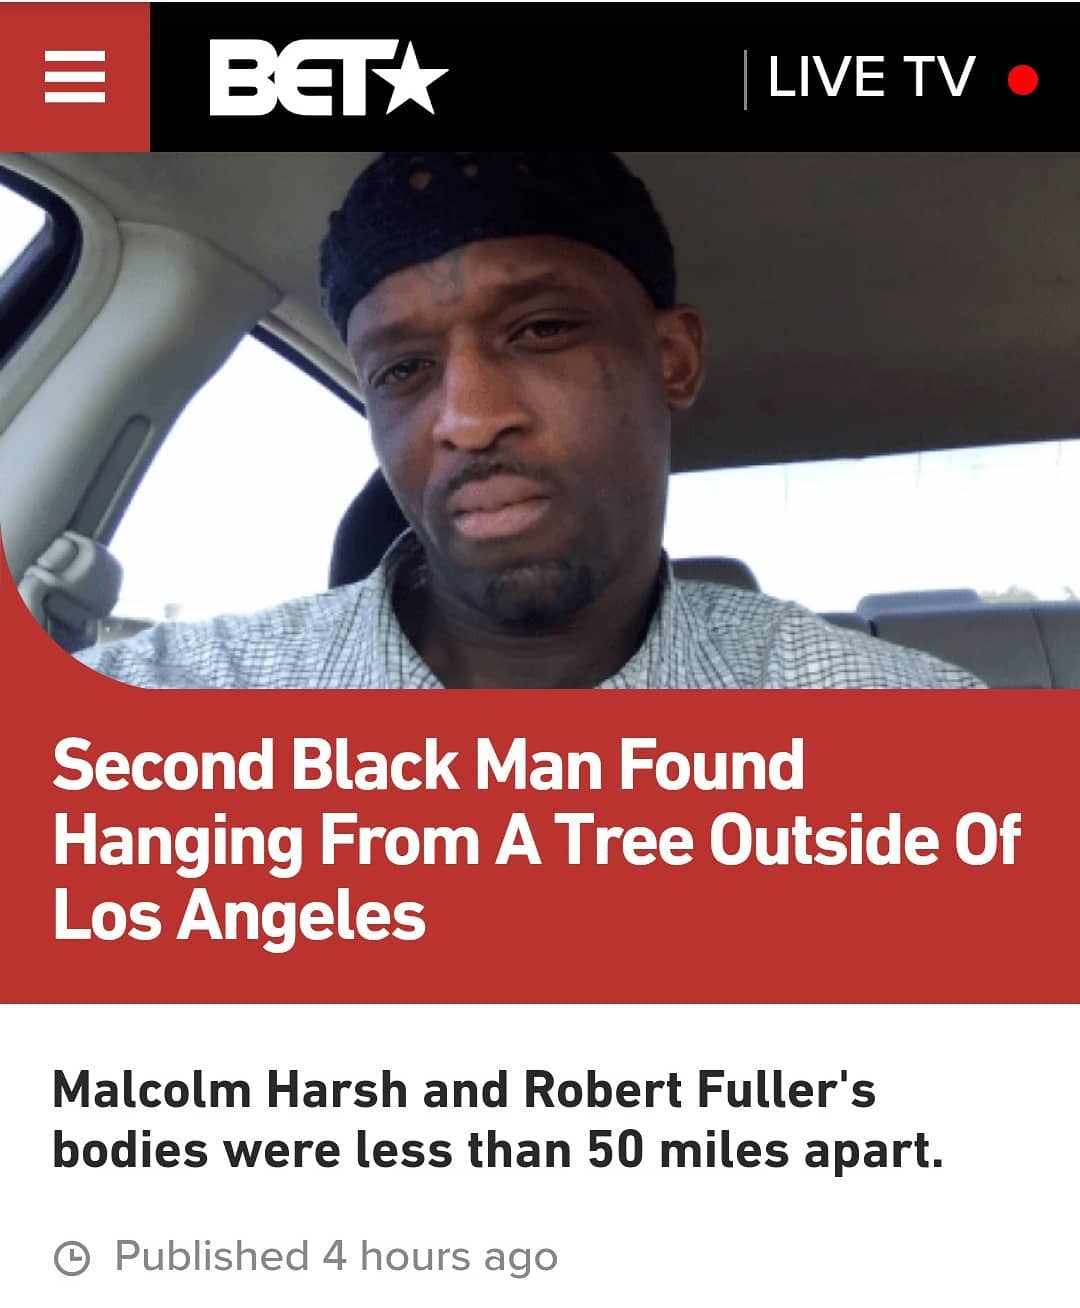 BET
LIVE TV
Second Black Man Found
Hanging From A Tree Outside Of
Los Angeles
Malcolm Harsh and Robert Fuller's
bodies were less than 50 miles apart.
Published 4 hours ago